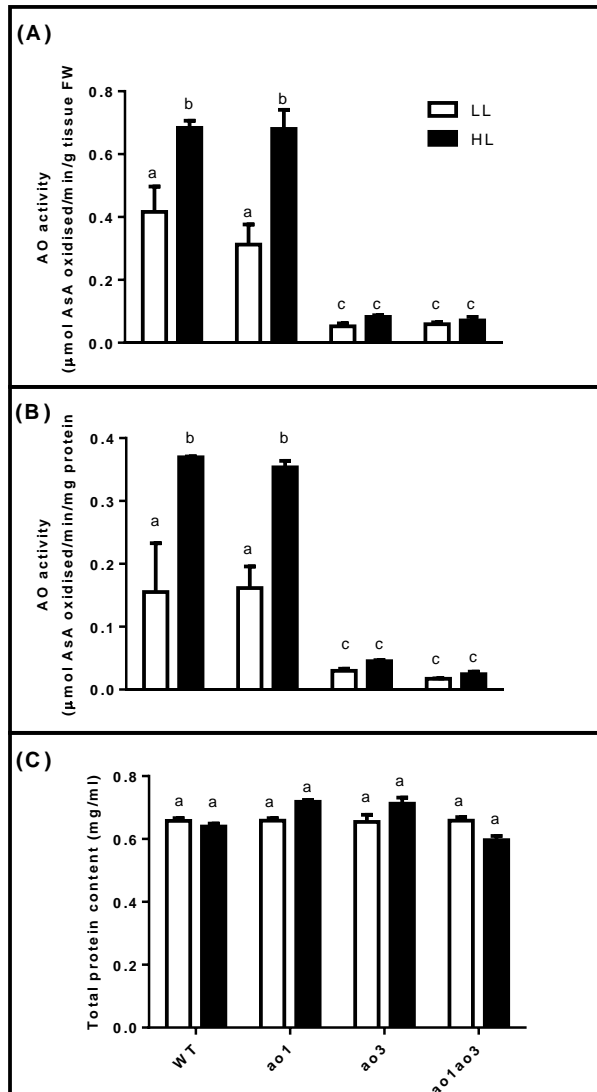 (A)
AO activity
(µmol AsA oxidised/min/g tissue FW
0.8
0.6
0.4
0.2
0.0
a
b
a
b
c
c
c
c
LL
HL
(B)
AO activity
(µmol AsA oxidised/min/mg protein
0.4
0.3
0.2
0.1
0.0
a
b
a
b
c
c
c
c
(C)
Total protein content (mg/ml)
0.8
0.6
0.4
0.2
0.0
a
a
a
a
a
a
a
a
WT
ao1
ao3
ao1ao3